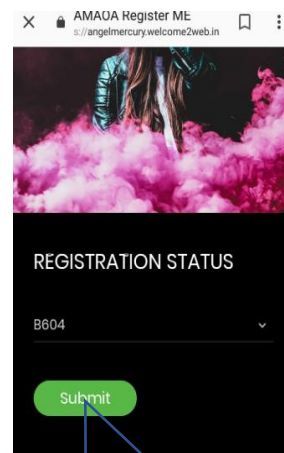 AMAOA Register ME
s://angelmercury.welcome2web.in
REGISTRATION STATUS
B604
Submit